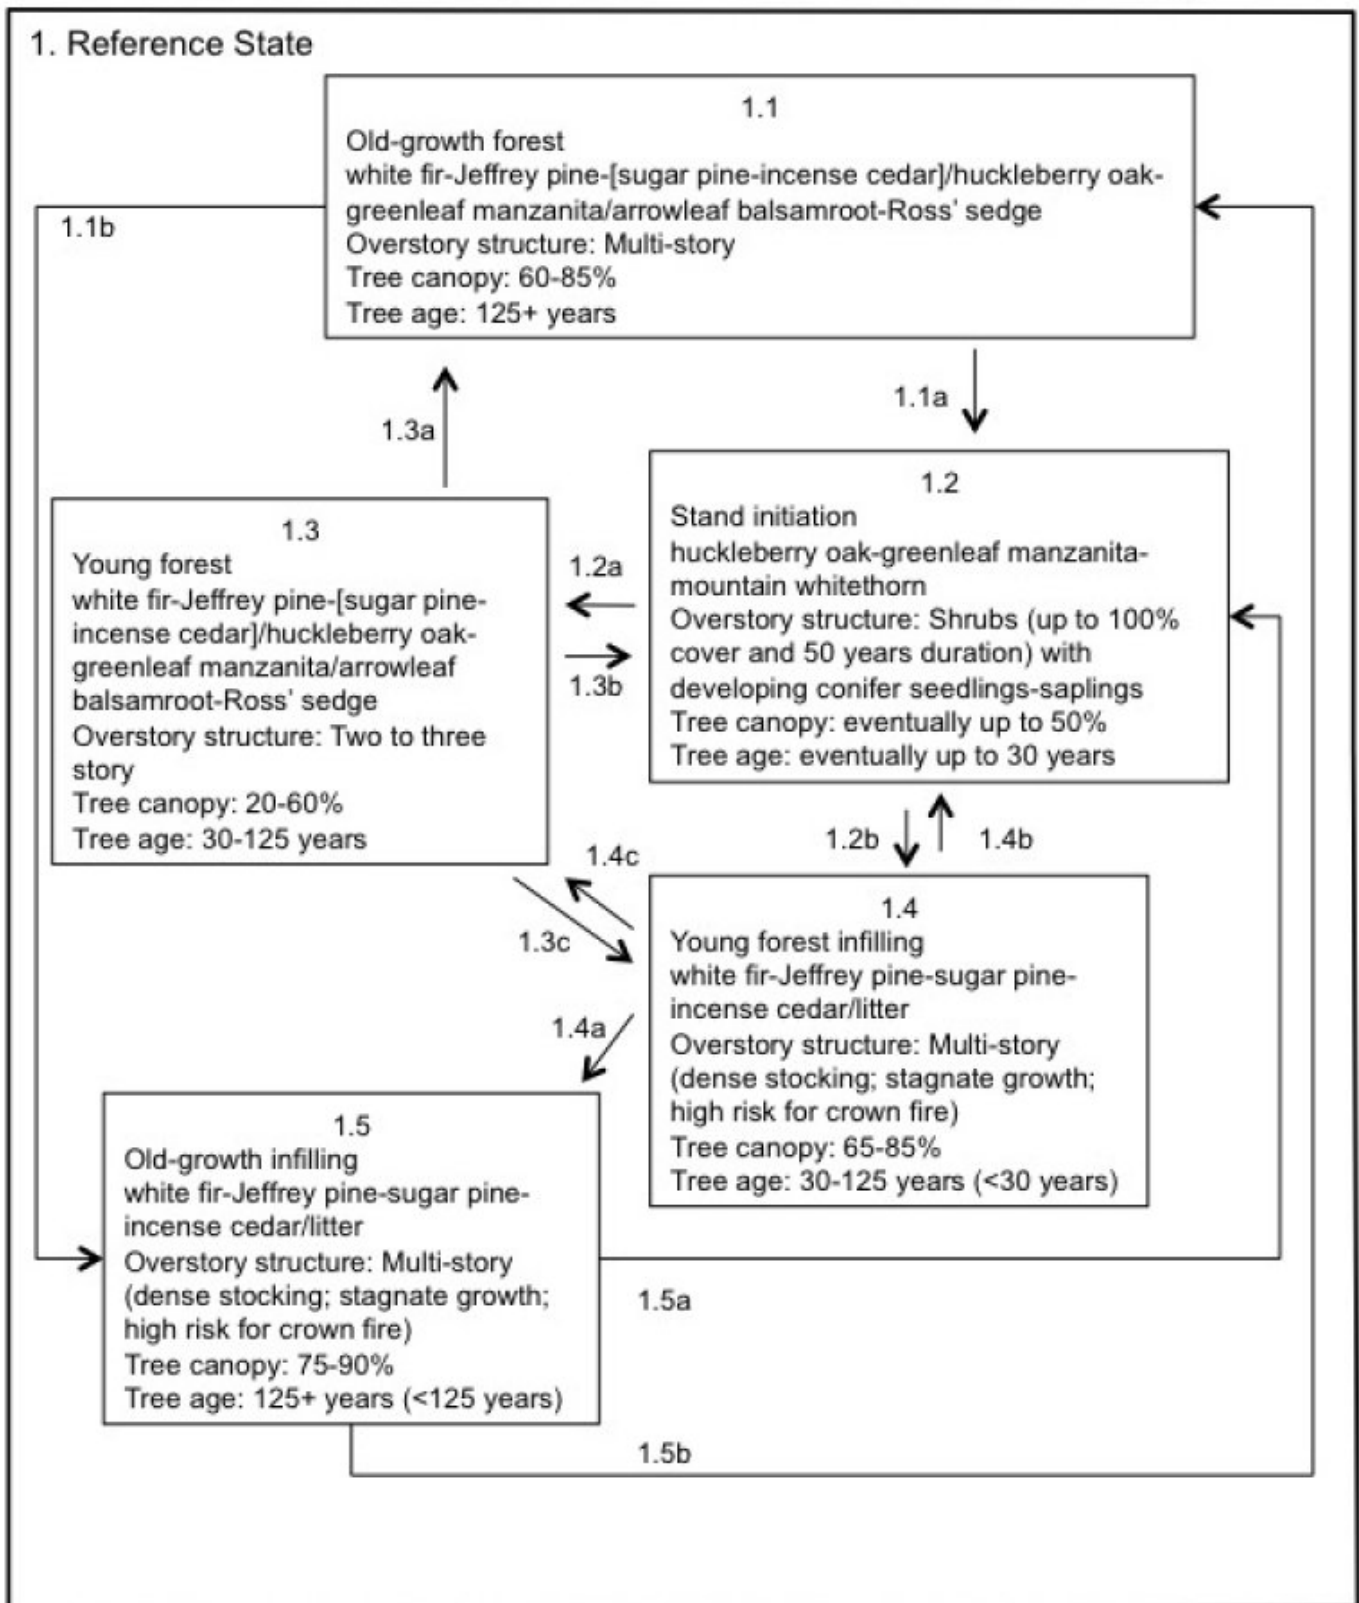 1. Reference State
1.1
Old-growth forest
white fir-Jeffrey pine-[sugar pine-incense cedar]/huckleberry oak-
greenleaf manzanita/arrowleaf balsamroot-Ross' sedge
Overstory structure: Multi-story
Tree canopy: 60-85%
Tree age: 125+ years
1.1b
1.1a
1.3a
1.2
Stand initiation
huckleberry oak-greenleaf manzanita-
mountain whitethorn
Overstory structure: Shrubs (up to 100%
cover and 50 years duration) with
developing conifer seedlings-saplings
Tree canopy: eventually up to 50%
Tree age: eventually up to 30 years
1.3
Young forest
white fir-Jeffrey pine-[sugar pine-
incense cedar]/huckleberry oak-
greenleaf manzanita/arrowleaf
balsamroot-Ross' sedge
Overstory structure: Two to three
story
Tree canopy: 20-60%
Tree age: 30-125 years
1.2a
1.3b
1.2b
1.4b
1.4c
1.3c
1.4a
1.4
Young forest infilling
white fir-Jeffrey pine-sugar pine-
incense cedar/litter
Overstory structure: Multi-story
(dense stocking; stagnate growth;
high risk for crown fire)
Tree canopy: 65-85%
Tree age: 30-125 years (<30 years)
1.5
Old-growth infilling
white fir-Jeffrey pine-sugar pine-
incense cedar/litter
Overstory structure: Multi-story
(dense stocking; stagnate growth;
high risk for crown fire)
Tree canopy: 75-90%
Tree age: 125+ years (<125 years)
1.5a
1.5b